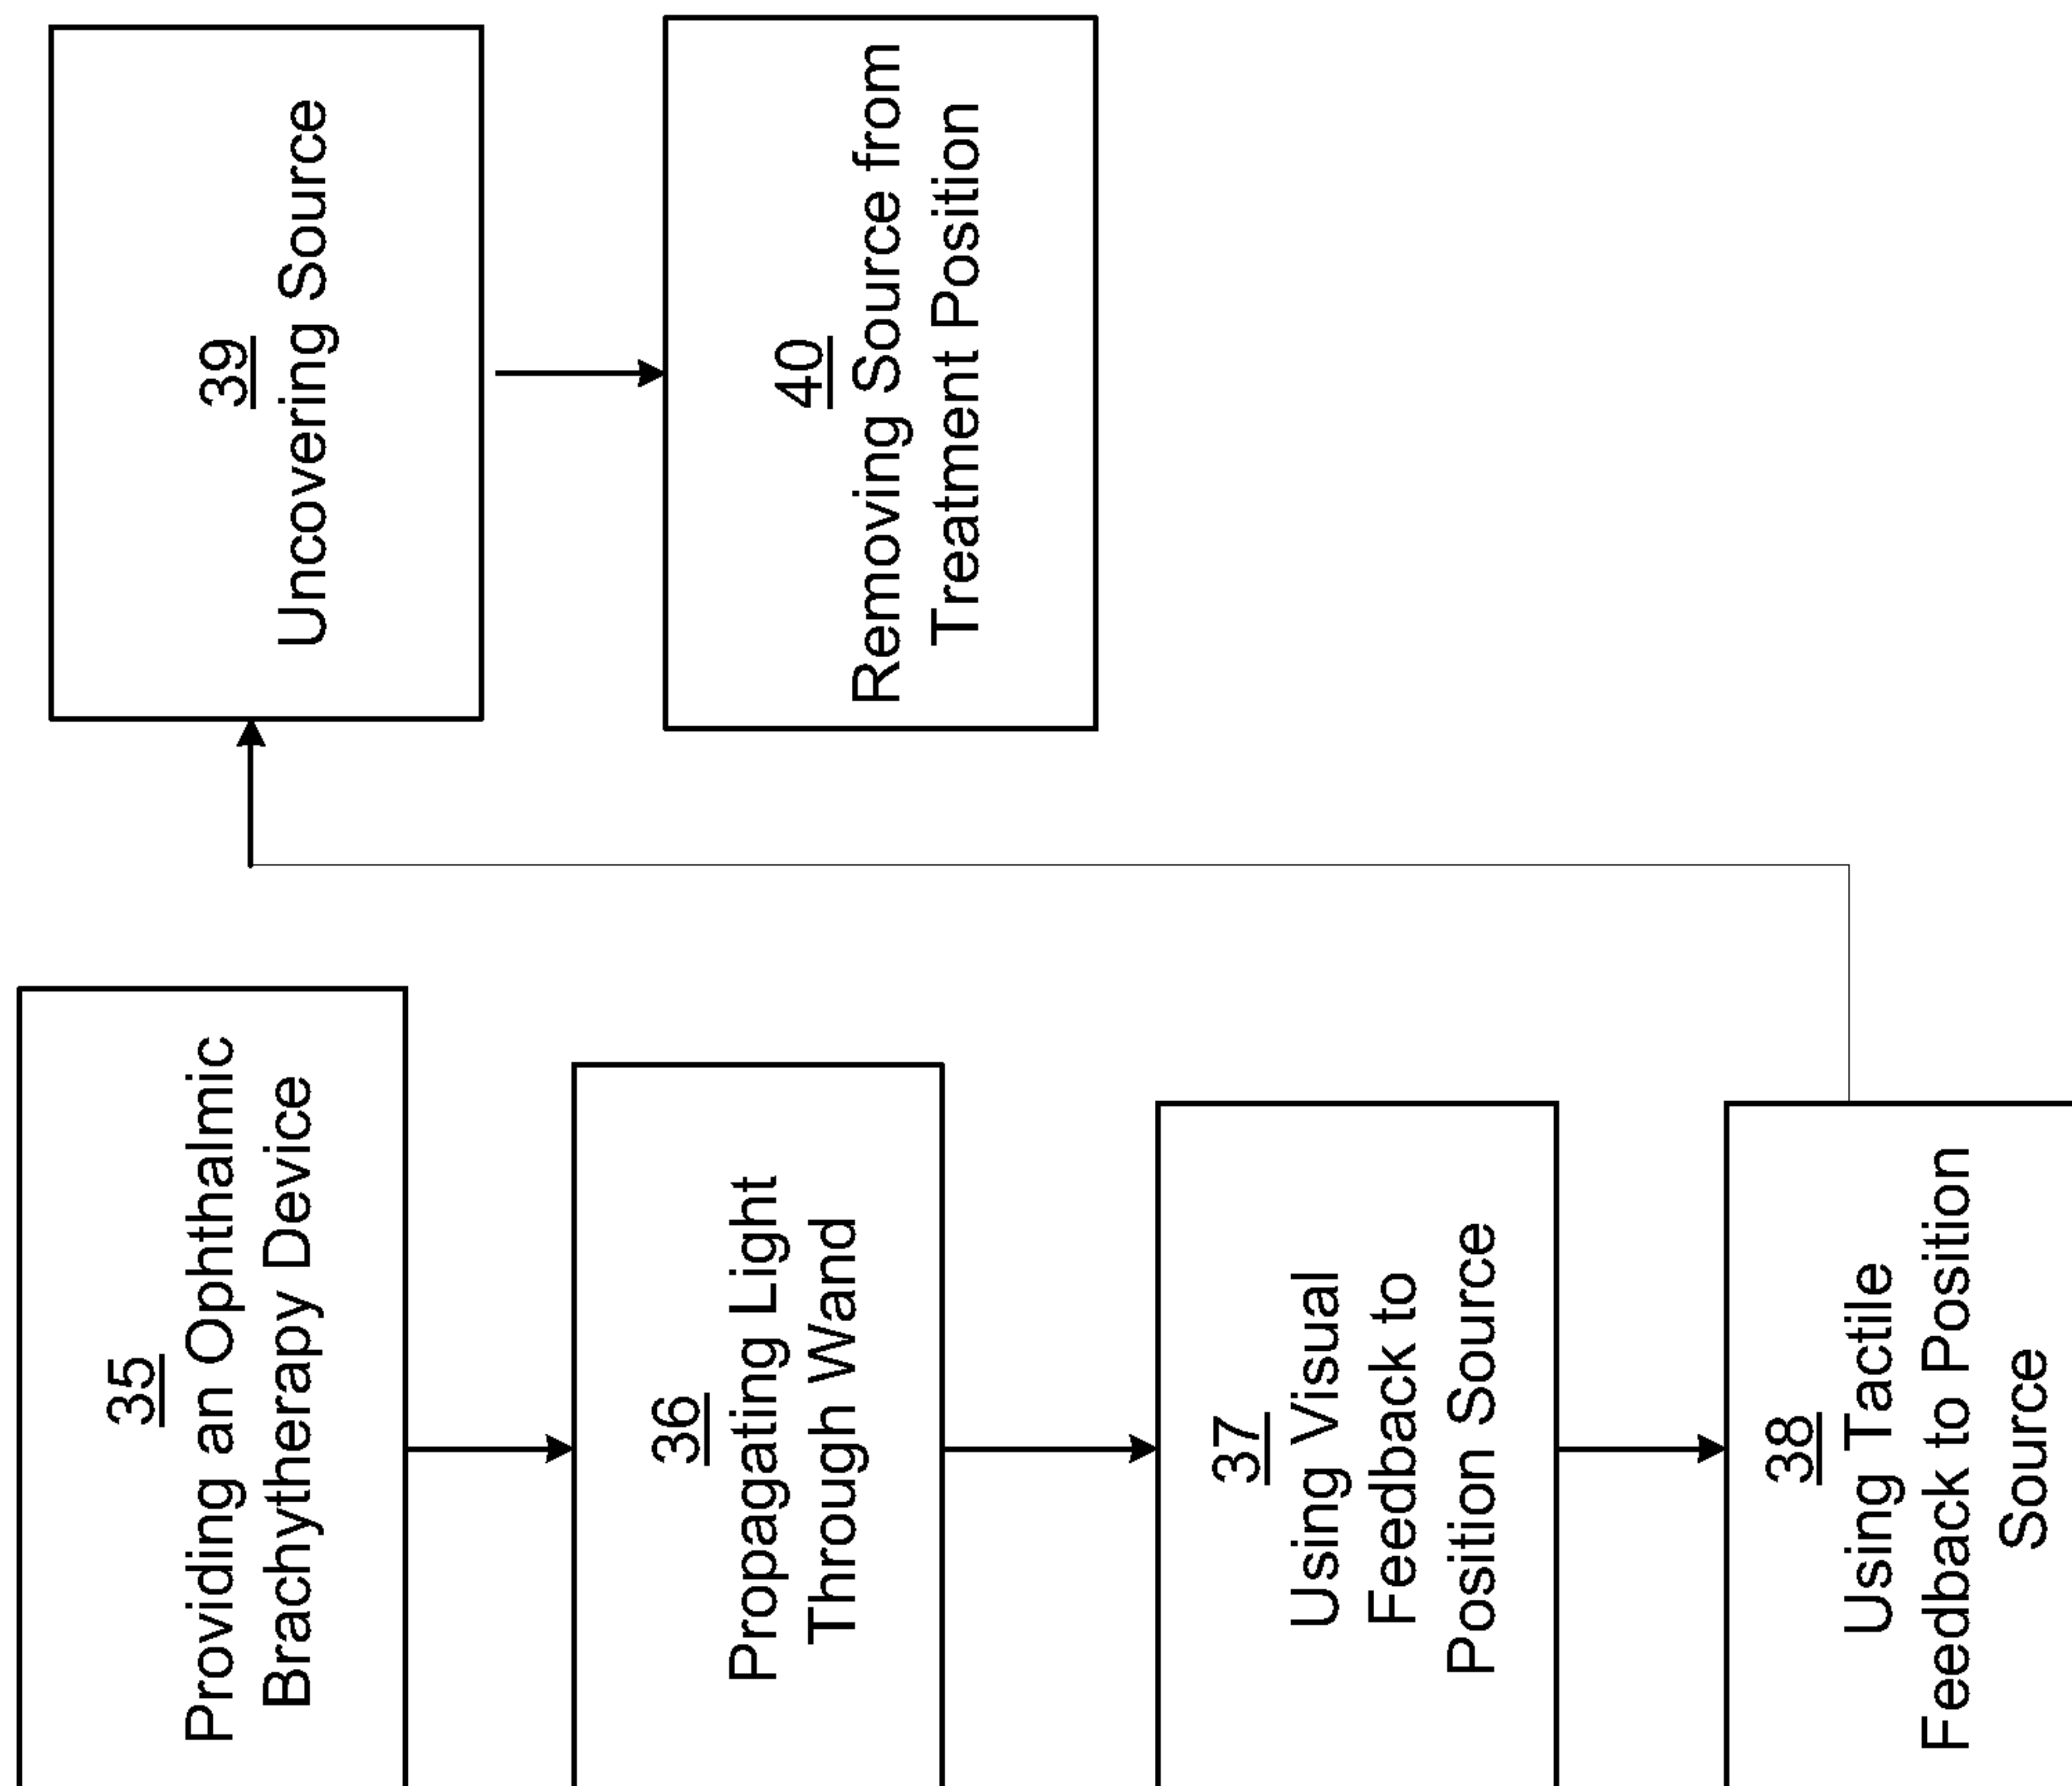 35
Providing an Ophthalmic
Brachytherapy Device
36
Propagating Light
Through Wand
37
Using Visual
Feedback to
Position Source
38
Using Tactile
Feedback to Position
Source
39
Uncovering Source
40
Removing Source from
Treatment Position